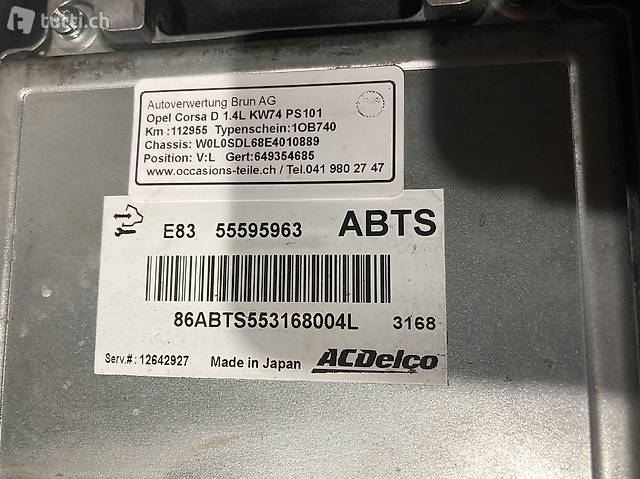 tutti.ch
Autoverwertung Brun AG
Opel Corsa D 1.4L KW74 PS101
Km :112955 Typenschein:1OB740
Chassis: W0L0SDL68E4010889
Position: V:L Gert:649354685
www.occasions-teile.ch / Tel.041 980 27 47
E83 55595963 ABTS
86ABTS553168004L 3168
Serv.#: 12642927 Made in Japan ACDelco